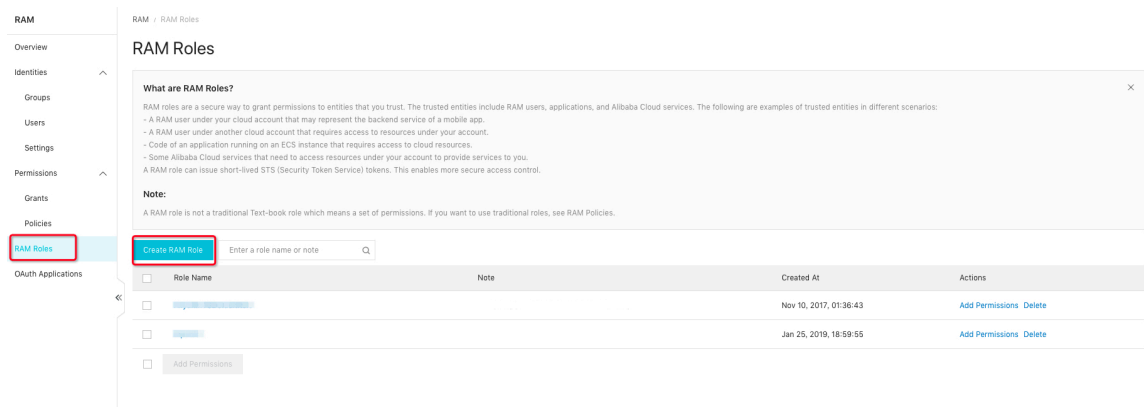 RAM
Overview
Identities
Groups
Users
Settings
Permissions
Grants
Policies
RAM Roles
OAuth Applications
RAM / RAM Roles
RAM Roles
What are RAM Roles?
RAM roles are a secure way to grant permissions to entities that you trust. The trusted entities include RAM users, applications, and Alibaba Cloud services. The following are examples of trusted entities in different scenarios:
- A RAM user under your cloud account that may represent the backend service of a mobile app.
- A RAM user under another cloud account that requires access to resources under your account.
- Code of an application running on an ECS instance that requires access to cloud resources.
- Some Alibaba Cloud services that need to access resources under your account to provide services to you.
A RAM role can issue short-lived STS (Security Token Service) tokens. This enables more secure access control.
Note:
A RAM role is not a traditional Text-book role which means a set of permissions. If you want to use traditional roles, see RAM Policies.
Create RAM Role Enter a role name or note
Role Name Note Created At Actions
Nov 10, 2017, 01:36:43 Add Permissions Delete
Jan 25, 2019, 18:59:55 Add Permissions Delete
Add Permissions